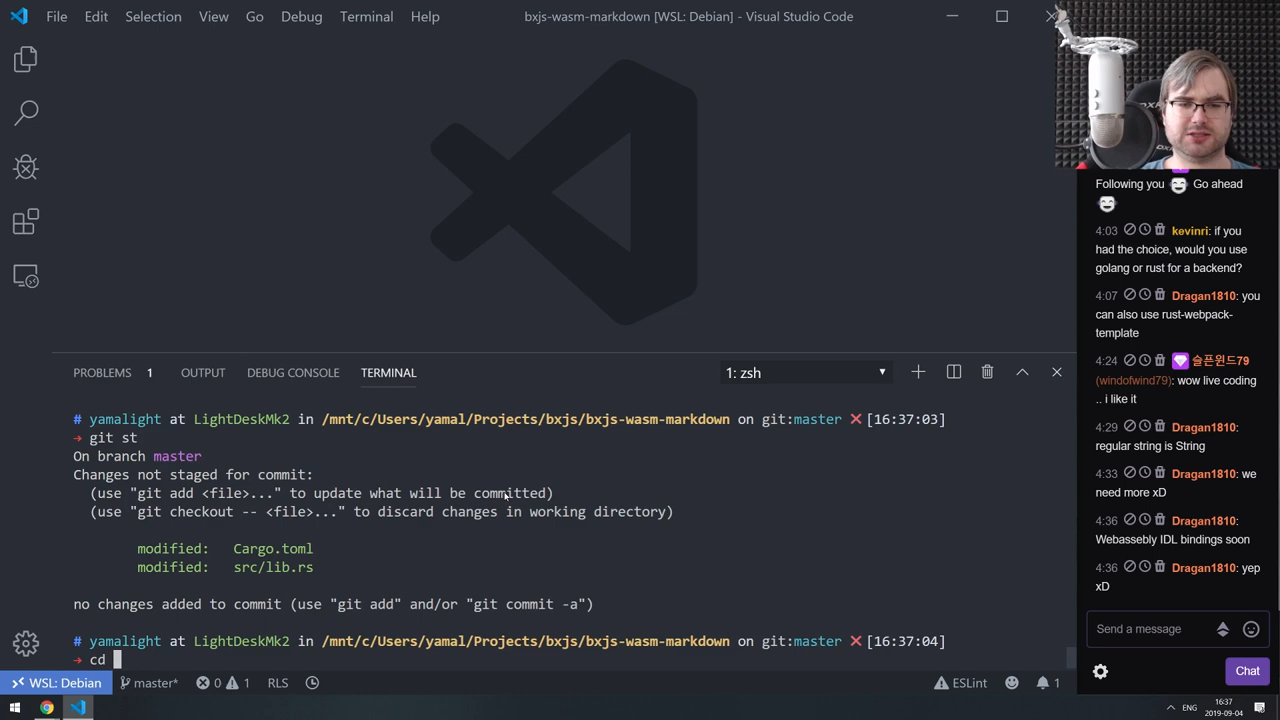 File Edit Selection View Go Debug Terminal Help
bxjs-wasm-markdown [WSL: Debian] - Visual Studio Code
PROBLEMS 1 OUTPUT DEBUG CONSOLE TERMINAL
1: zsh
# yamalight at LightDeskMk2 in /mnt/c/Users/yamal/Projects/bxjs/bxjs-wasm-markdown on git:master ❌ [16:37:03]
→ git st
On branch master
Changes not staged for commit:
(use "git add <file>..." to update what will be committed)
(use "git checkout -- <file>..." to discard changes in working directory)
modified: Cargo.toml
modified: src/lib.rs
no changes added to commit (use "git add" and/or "git commit -a")
# yamalight at LightDeskMk2 in /mnt/c/Users/yamal/Projects/bxjs/bxjs-wasm-markdown on git:master ❌ [16:37:04]
→ cd
WSL: Debian master* 0 1 RLS
ESLint 1
ENG
16:37
2019-09-04
Following you Go ahead
4:03 kevinri: if you
had the choice, would you use
golang or rust for a backend?
4:07 Dragan1810: you
can also use rust-webpack-
template
4:24 슬픈윈드79
(windofwind79): wow live coding
.. i like it
4:29 Dragan1810:
regular string is String
4:33 Dragan1810: we
need more xD
4:36 Dragan1810:
Webassebly IDL bindings soon
4:36 Dragan1810: yep
xD
Send a message
Chat